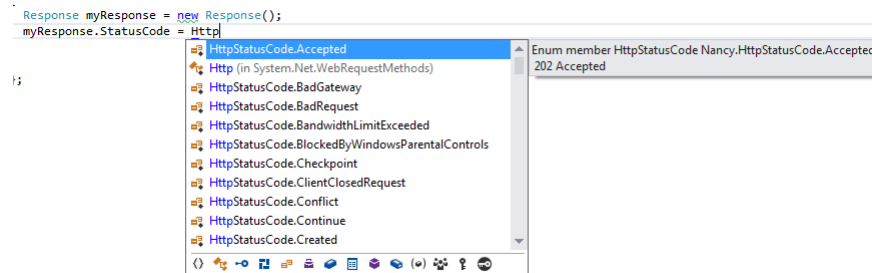 Response myResponse = new Response();
myResponse.StatusCode = Http
HttpStatusCode.Accepted
Http (in System.Net.WebRequestMethods)
HttpStatusCode.BadGateway
HttpStatusCode.BadRequest
HttpStatusCode.BandwidthLimitExceeded
HttpStatusCode.BlockedByWindowsParentalControls
HttpStatusCode.Checkpoint
HttpStatusCode.ClientClosedRequest
HttpStatusCode.Conflict
HttpStatusCode.Continue
HttpStatusCode.Created
Enum member HttpStatusCode Nancy.HttpStatusCode.Accepted
202 Accepted
};